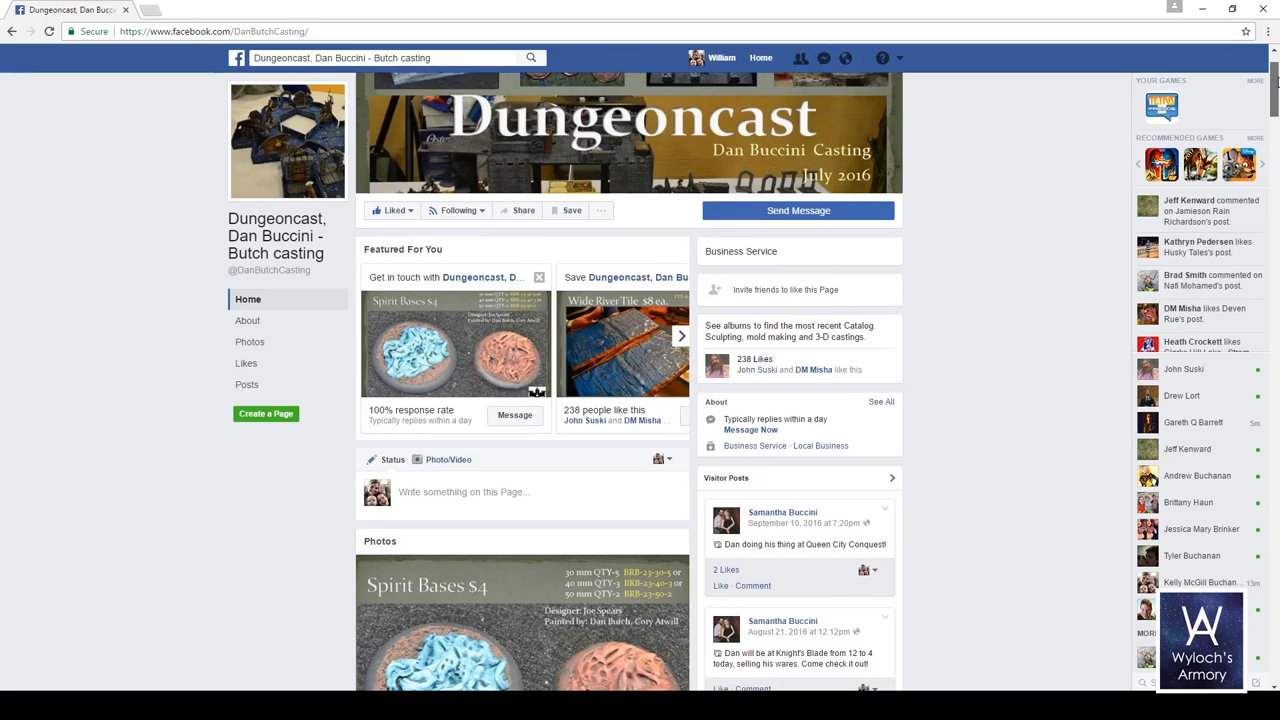 Dungeoncast, Dan Bucc
Secure
https://www.facebook.com/DanButchCasting/
Dungeoncast, Dan Buccini - Butch casting
William
Home
Dungeoncast
Dan Buccini Casting
July 2016
Dungeoncast,
Dan Buccini -
Butch casting
@DanButchCasting
Home
About
Photos
Likes
Posts
Create a Page
Liked
Following
Share
Save
...
Send Message
Featured For You
Get in touch with Dungeoncast, D...
Spirit Bases $4
100% response rate
Typically replies within a day
Message
Save Dungeoncast, Dan Bu
Wide River Tile $8 ea.
238 people like this
John Suski and DM Misha ...
Status
Photo/Video
Write something on this Page...
Photos
Spirit Bases $4
30 mm QTY-5 BRB-23-30-5 or
40 mm QTY-3 BRB-23-40-3 or
50 mm QTY-2 BRB-23-50-2
Designer: Joe Spears
Painted by: Dan Butch, Cory Atwill
Business Service
Invite friends to like this Page
See albums to find the most recent Catalog.
Sculpting, mold making and 3-D castings.
238 Likes
John Suski and DM Misha like this
About
See All
Typically replies within a day
Message Now
Business Service · Local Business
Visitor Posts
Samantha Buccini
September 10, 2016 at 7:20pm
Dan doing his thing at Queen City Conquest!
2 Likes
Like · Comment
Samantha Buccini
August 21, 2016 at 12:12pm
Dan will be at Knight's Blade from 12 to 4
today, selling his wares. Come check it out!
Like · Comment
YOUR GAMES
MORE
TETRIS
RECOMMENDED GAMES
MORE
Jeff Kenward
commented
on Jamieson Rain
Richardson's post.
Kathryn Pedersen likes
Husky Tales's post.
Brad Smith commented on
Nafi Mohamed's post.
DM Misha likes Deven
Rue's post.
Heath Crockett likes
John Suski
Drew Lort
Gareth Q Barrett
5m
Jeff Kenward
Andrew Buchanan
Brittany Haun
Jessica Mary Brinker
Tyler Buchanan
Kelly McGill Buchan...
13m
MOR
WA
Wyloch's
Armory